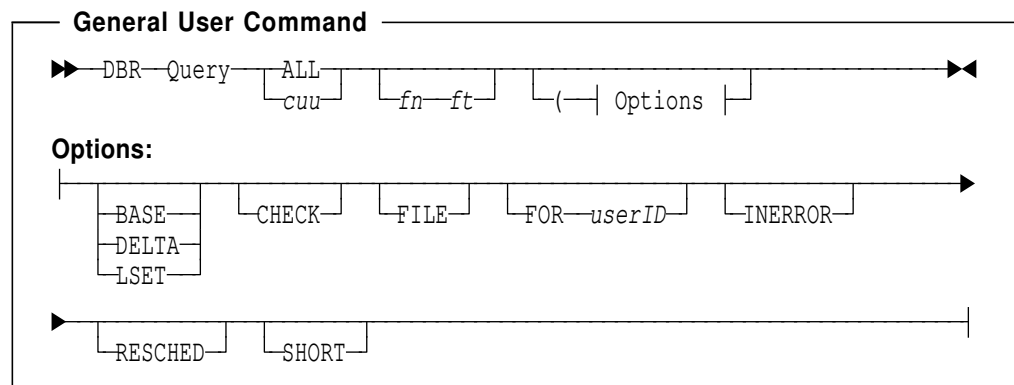 General User Command
DBR Query ALL fn ft ( Options
cuu
Options:
BASE CHECK FILE FOR userID INERROR
DELTA
LSET
RESCHED SHORT